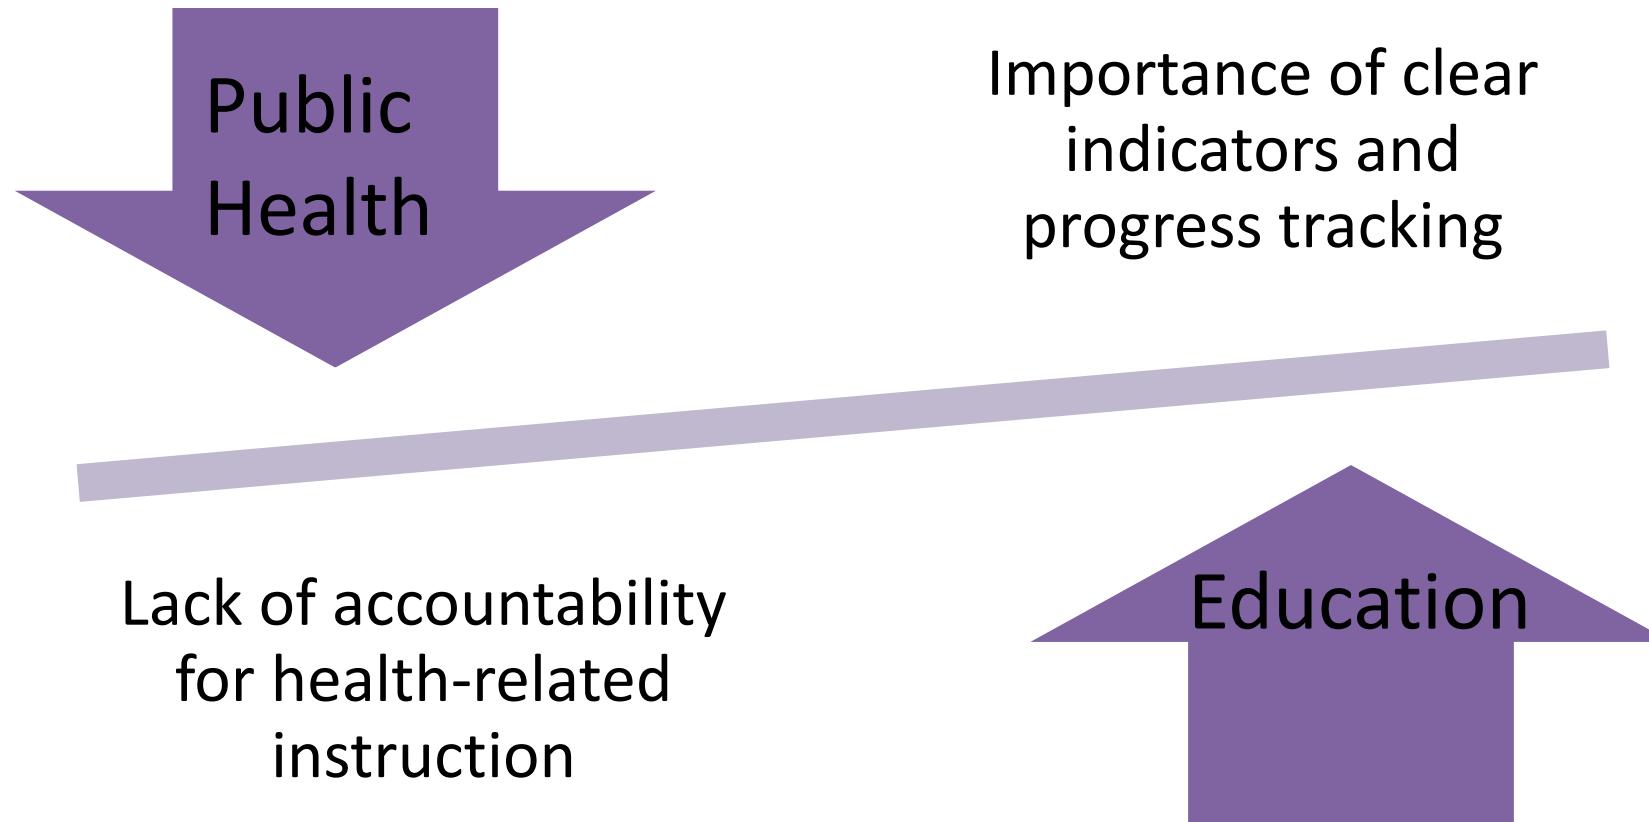 Public
Health
Importance of clear
indicators and
progress tracking
Lack of accountability
for health-related
instruction
Education